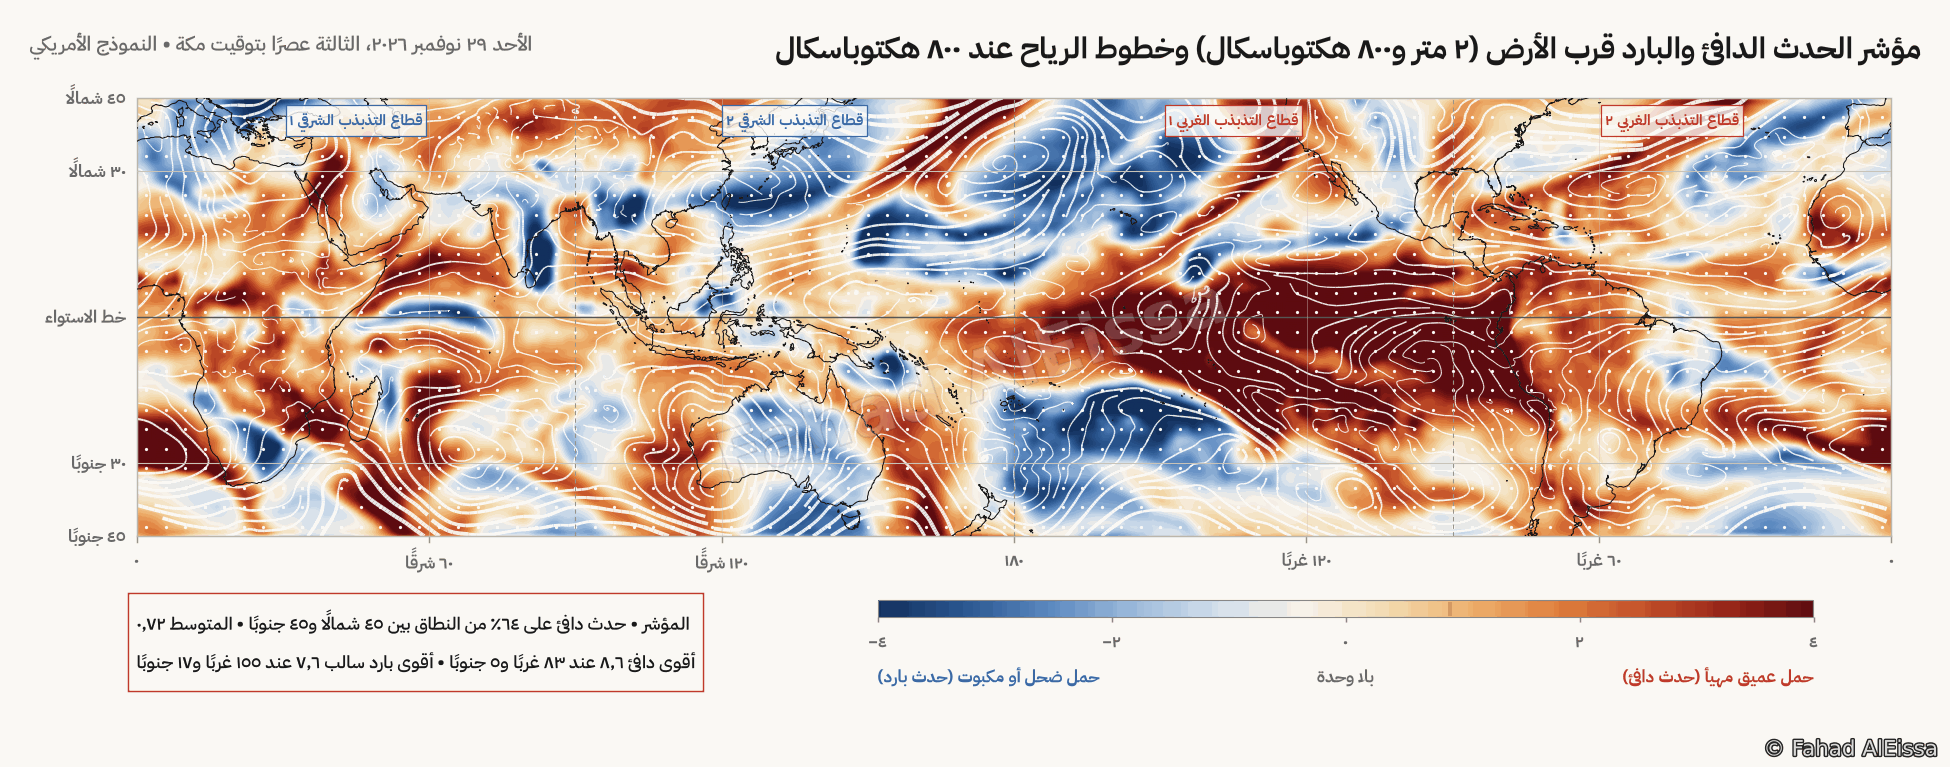 مؤشر الحدث الدافئ والبارد قرب الأرض (٢ متر و٨٠٠ هكتوباسكال) وخطوط الرياح عند ٨٠٠ هكتوباسكال
الأحد ٢٩ نوفمبر ٢٠٢٦، الثالثة عصرًا بتوقيت مكة • النموذج الأمريكي
قطاع التذبذب الشرقي ١
قطاع التذبذب الشرقي ٢
قطاع التذبذب الغربي ١
قطاع التذبذب الغربي ٢
٤٥ شمالًا
٣٠ شمالًا
خط الاستواء
٣٠ جنوبًا
٤٥ جنوبًا
٠
٦٠ شرقًا
١٢٠ شرقًا
١٨٠
١٢٠ غربًا
٦٠ غربًا
٠
Fahad AlEissa
المؤشر • حدث دافئ على ٦٤٪ من النطاق بين ٤٥ شمالًا و٤٥ جنوبًا • المتوسط ٠,٧٢
أقوى دافئ ٨,٦ عند ٨٣ غربًا و٥ جنوبًا • أقوى بارد سالب ٧,٦ عند ١٥٥ غربًا و١٧ جنوبًا
−٤
−٢
٠
٢
٤
حمل ضحل أو مكبوت (حدث بارد)
بلا وحدة
حمل عميق مهيأ (حدث دافئ)
© Fahad AlEissa